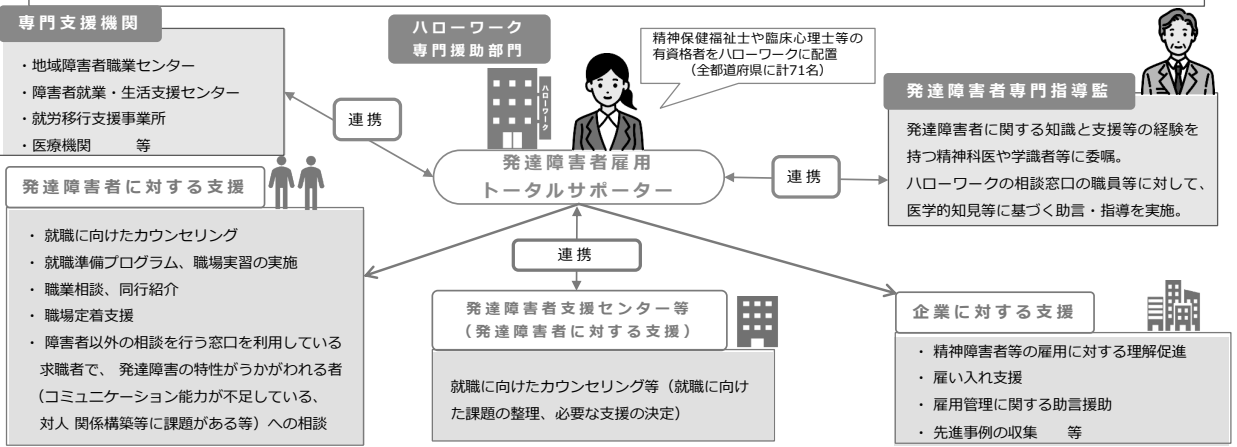 専門支援機関
・地域障害者職業センター
・障害者就業・生活支援センター
・就労移行支援事業所
・医療機関　　等
連携
ハローワーク
専門援助部門
ハローワーク
精神保健福祉士や臨床心理士等の
有資格者をハローワークに配置
（全都道府県に計71名）
発達障害者雇用
トータルサポーター
連携
発達障害者専門指導監
発達障害者に関する知識と支援等の経験を
持つ精神科医や学識者等に委嘱。
ハローワークの相談窓口の職員等に対して、
医学的知見等に基づく助言・指導を実施。
発達障害者に対する支援
・ 就職に向けたカウンセリング
・ 就職準備プログラム、職場実習の実施
・ 職業相談、同行紹介
・ 職場定着支援
・ 障害者以外の相談を行う窓口を利用している
求職者で、 発達障害の特性がうかがわれる者
（コミュニケーション能力が不足している、
対人 関係構築等に課題がある等）への相談
連携
発達障害者支援センター等
（発達障害者に対する支援）
就職に向けたカウンセリング等（就職に向け
た課題の整理、必要な支援の決定）
企業に対する支援
・ 精神障害者等の雇用に対する理解促進
・ 雇い入れ支援
・ 雇用管理に関する助言援助
・ 先進事例の収集　　等